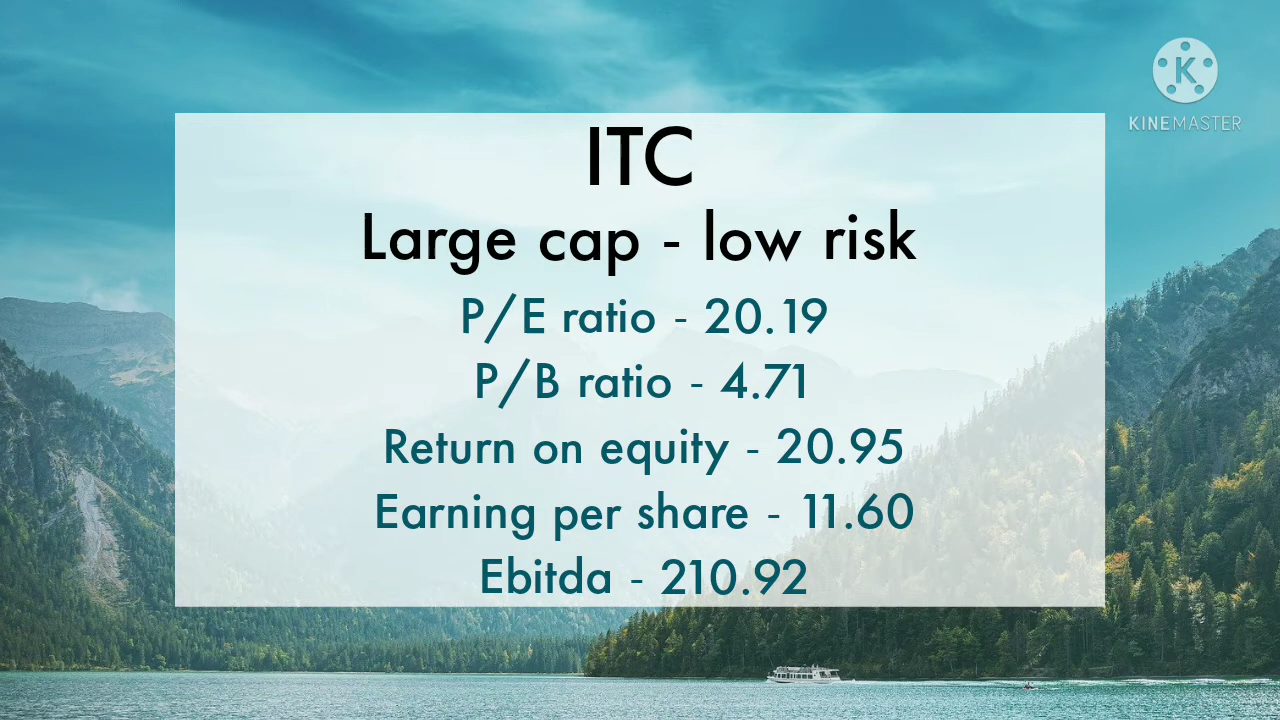 K
KINEMASTER
ITC
Large cap - low risk
P/E ratio - 20.19
P/B ratio - 4.71
Return on equity - 20.95
Earning per share - 11.60
Ebitda - 210.92